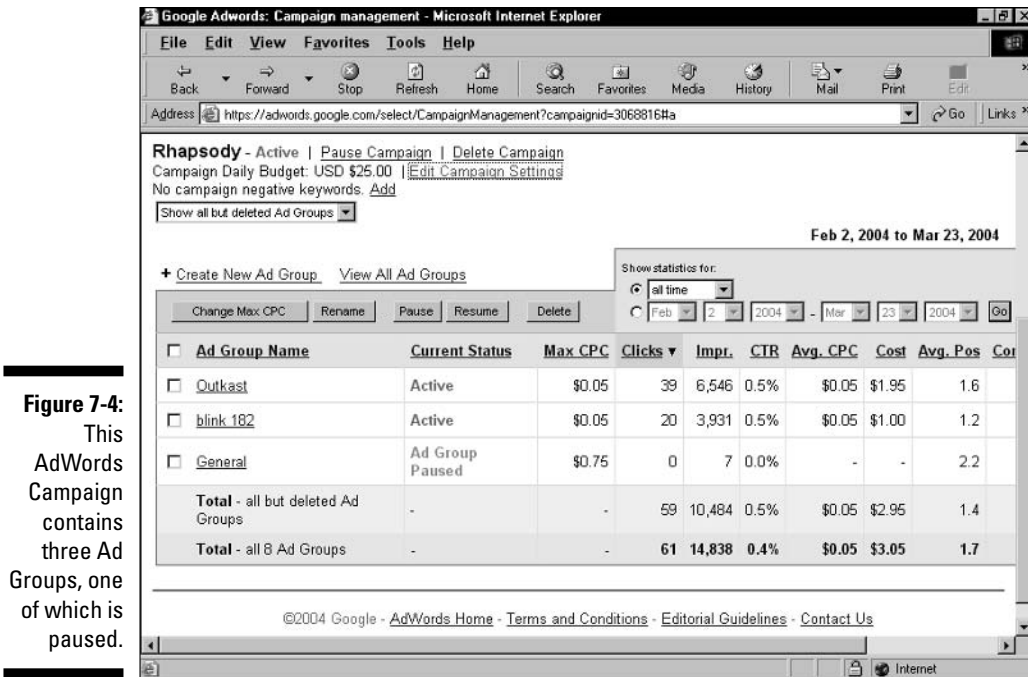 Google Adwords: Campaign management - Microsoft Internet Explorer
File Edit View Favorites Tools Help
Back Forward Stop Refresh Home Search Favorites Media History Mail Print Edit
Address https://adwords.google.com/select/CampaignManagement?campaignid=3068816#a Go Links
Rhapsody - Active | Pause Campaign | Delete Campaign
Campaign Daily Budget: USD $25.00 | Edit Campaign Settings
No campaign negative keywords. Add
Show all but deleted Ad Groups
Feb 2, 2004 to Mar 23, 2004
+ Create New Ad Group View All Ad Groups
Show statistics for:
all time
Change Max CPC Rename Pause Resume Delete
Feb 2 2004 - Mar 23 2004 Go
Ad Group Name Current Status Max CPC Clicks ▼ Impr. CTR Avg. CPC Cost Avg. Pos Cor
Outkast Active $0.05 39 6,546 0.5% $0.05 $1.95 1.6
blink 182 Active $0.05 20 3,931 0.5% $0.05 $1.00 1.2
General Ad Group Paused $0.75 0 7 0.0% - - 2.2
Total - all but deleted Ad Groups - - 59 10,484 0.5% $0.05 $2.95 1.4
Total - all 8 Ad Groups - - 61 14,838 0.4% $0.05 $3.05 1.7
©2004 Google - AdWords Home - Terms and Conditions - Editorial Guidelines - Contact Us
Internet
Figure 7-4:
This
AdWords
Campaign
contains
three Ad
Groups, one
of which is
paused.